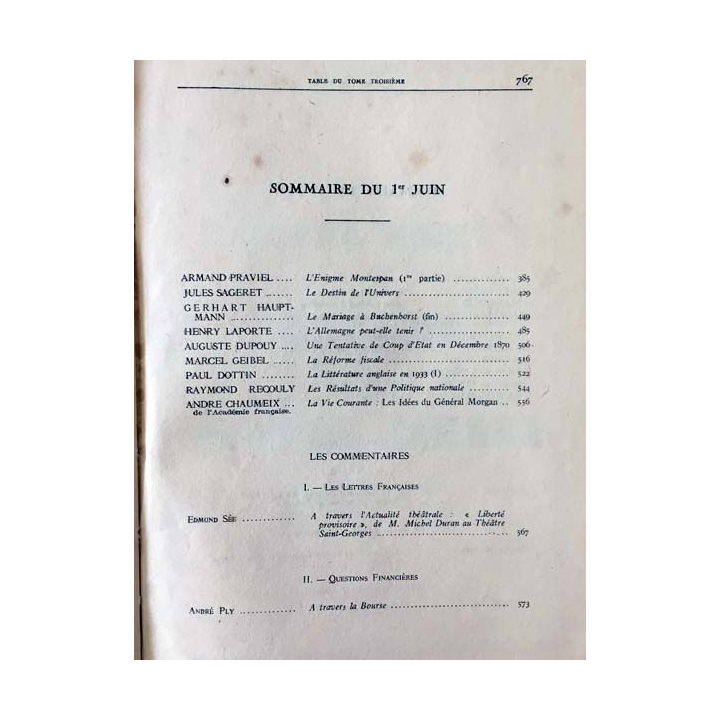 TABLE DU TOME TROISIÈME 767
SOMMAIRE DU 1er JUIN
ARMAND PRAVIEL .... L'Enigme Montespan (1re partie) .............. 385
JULES SAGERET ....... Le Destin de l'Univers .......................... 429
GERHART HAUPT-
MANN ............... Le Mariage à Buchenhorst (fin) ................ 449
HENRY LAPORTE .... L'Allemagne peut-elle tenir ? .................... 485
AUGUSTE DUPOUY .... Une Tentative de Coup d'Etat en Décembre 1870 506
MARCEL GEIBEL ...... La Réforme fiscale .............................. 516
PAUL DOTTIN ........ La Littérature anglaise en 1933 (I) .............. 522
RAYMOND RECOULY Les Résultats d'une Politique nationale .......... 544
ANDRE CHAUMEIX ... La Vie Courante : Les Idées du Général Morgan .. 556
de l'Académie française.
LES COMMENTAIRES
I. — Les Lettres Françaises
Edmond Sée ............. A travers l'Actualité théâtrale : « Liberté
provisoire », de M. Michel Duran au Théâtre
Saint-Georges ................................ 567
II. — Questions Financières
André Ply .............. A travers la Bourse .............................. 573